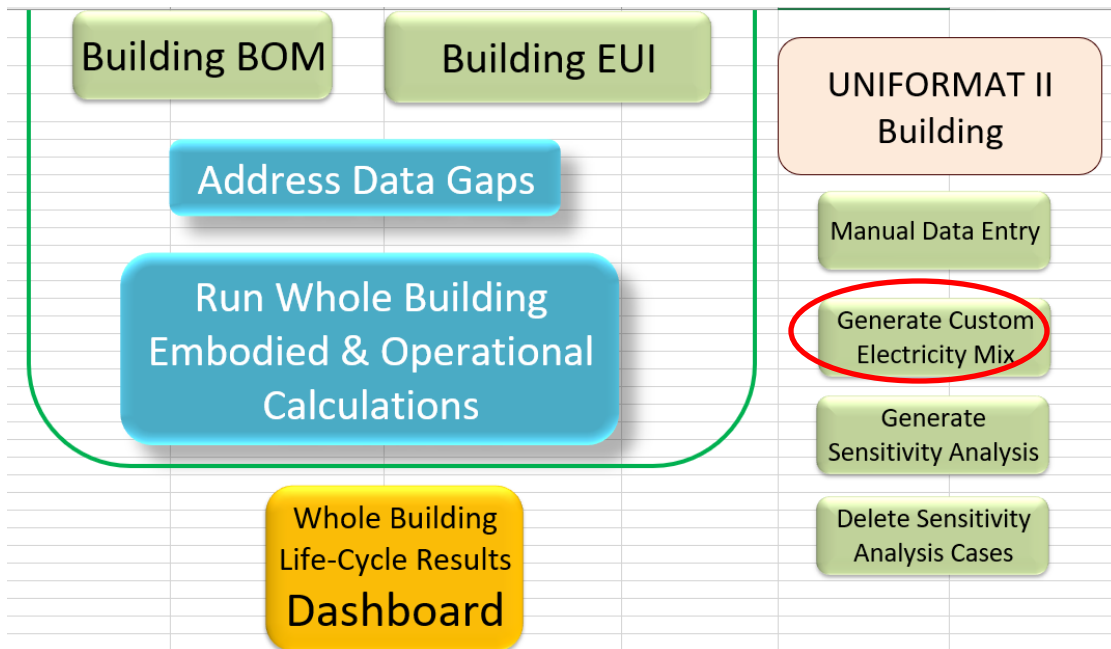 Building BOM
Building EUI
Address Data Gaps
Run Whole Building
Embodied & Operational
Calculations
Whole Building
Life-Cycle Results
Dashboard
UNIFORMAT II
Building
Manual Data Entry
Generate Custom
Electricity Mix
Generate
Sensitivity Analysis
Delete Sensitivity
Analysis Cases